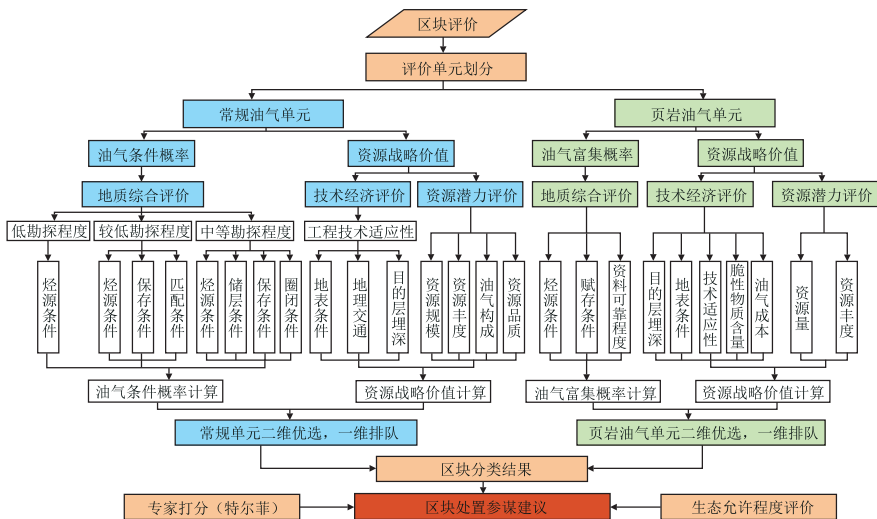 区块评价
评价单元划分
常规油气单元
页岩油气单元
油气条件概率
资源战略价值
油气富集概率
资源战略价值
地质综合评价
技术经济评价
资源潜力评价
地质综合评价
技术经济评价
资源潜力评价
低勘探程度
较低勘探程度
中等勘探程度
工程技术适应性
烃源条件
烃源条件
保存条件
匹配条件
烃源条件
储层条件
保存条件
圈闭条件
地表条件
地理交通
目的层埋深
资源规模
资源丰度
油气构成
资源品质
烃源条件
赋存条件
资料可靠程度
目的层埋深
地表条件
技术适应性
脆性物质含量
油气成本
资源量
资源丰度
油气条件概率计算
资源战略价值计算
油气富集概率计算
资源战略价值计算
常规单元二维优选，一维排队
页岩油气单元二维优选，一维排队
区块分类结果
专家打分（特尔菲）
区块处置参谋建议
生态允许程度评价